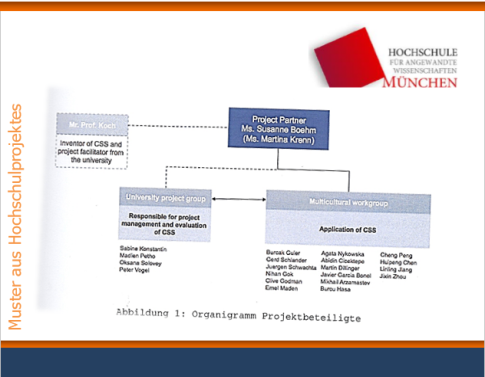 HOCHSCHULE
FÜR ANGEWANDTE
WISSENSCHAFTEN
MÜNCHEN
Muster aus Hochschulprojektes
Mr. Prof. Koch
Inventor of CSS and
project facilitator from
the university
Project Partner
Ms. Susanne Boehm
(Ms. Martina Krenn)
University project group
Responsible for project
management and evaluation
of CSS
Sabine Konstantin
Madlen Petho
Oksana Solovey
Peter Vogel
Multicultural workgroup
Application of CSS
Burcak Guler
Gerd Schlander
Juergen Schwachta
Nihan Gok
Clive Godman
Emel Maden
Agata Nykowska
Abidin Cicektepe
Martin Ditlinger
Javier Garcia Bonel
Mikhail Arzamastev
Burcu Hasa
Cheng Peng
Huipeng Chen
Linling Jiang
Jixin Zhou
Abbildung 1: Organigramm Projektbeteiligte